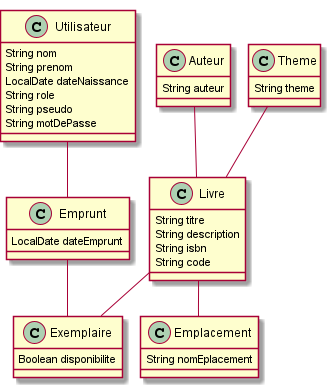 C Utilisateur
String nom
String prenom
LocalDate dateNaissance
String role
String pseudo
String motDePasse
C Auteur
String auteur
C Theme
String theme
C Emprunt
LocalDate dateEmprunt
C Livre
String titre
String description
String isbn
String code
C Exemplaire
Boolean disponibilite
C Emplacement
String nomEplacement